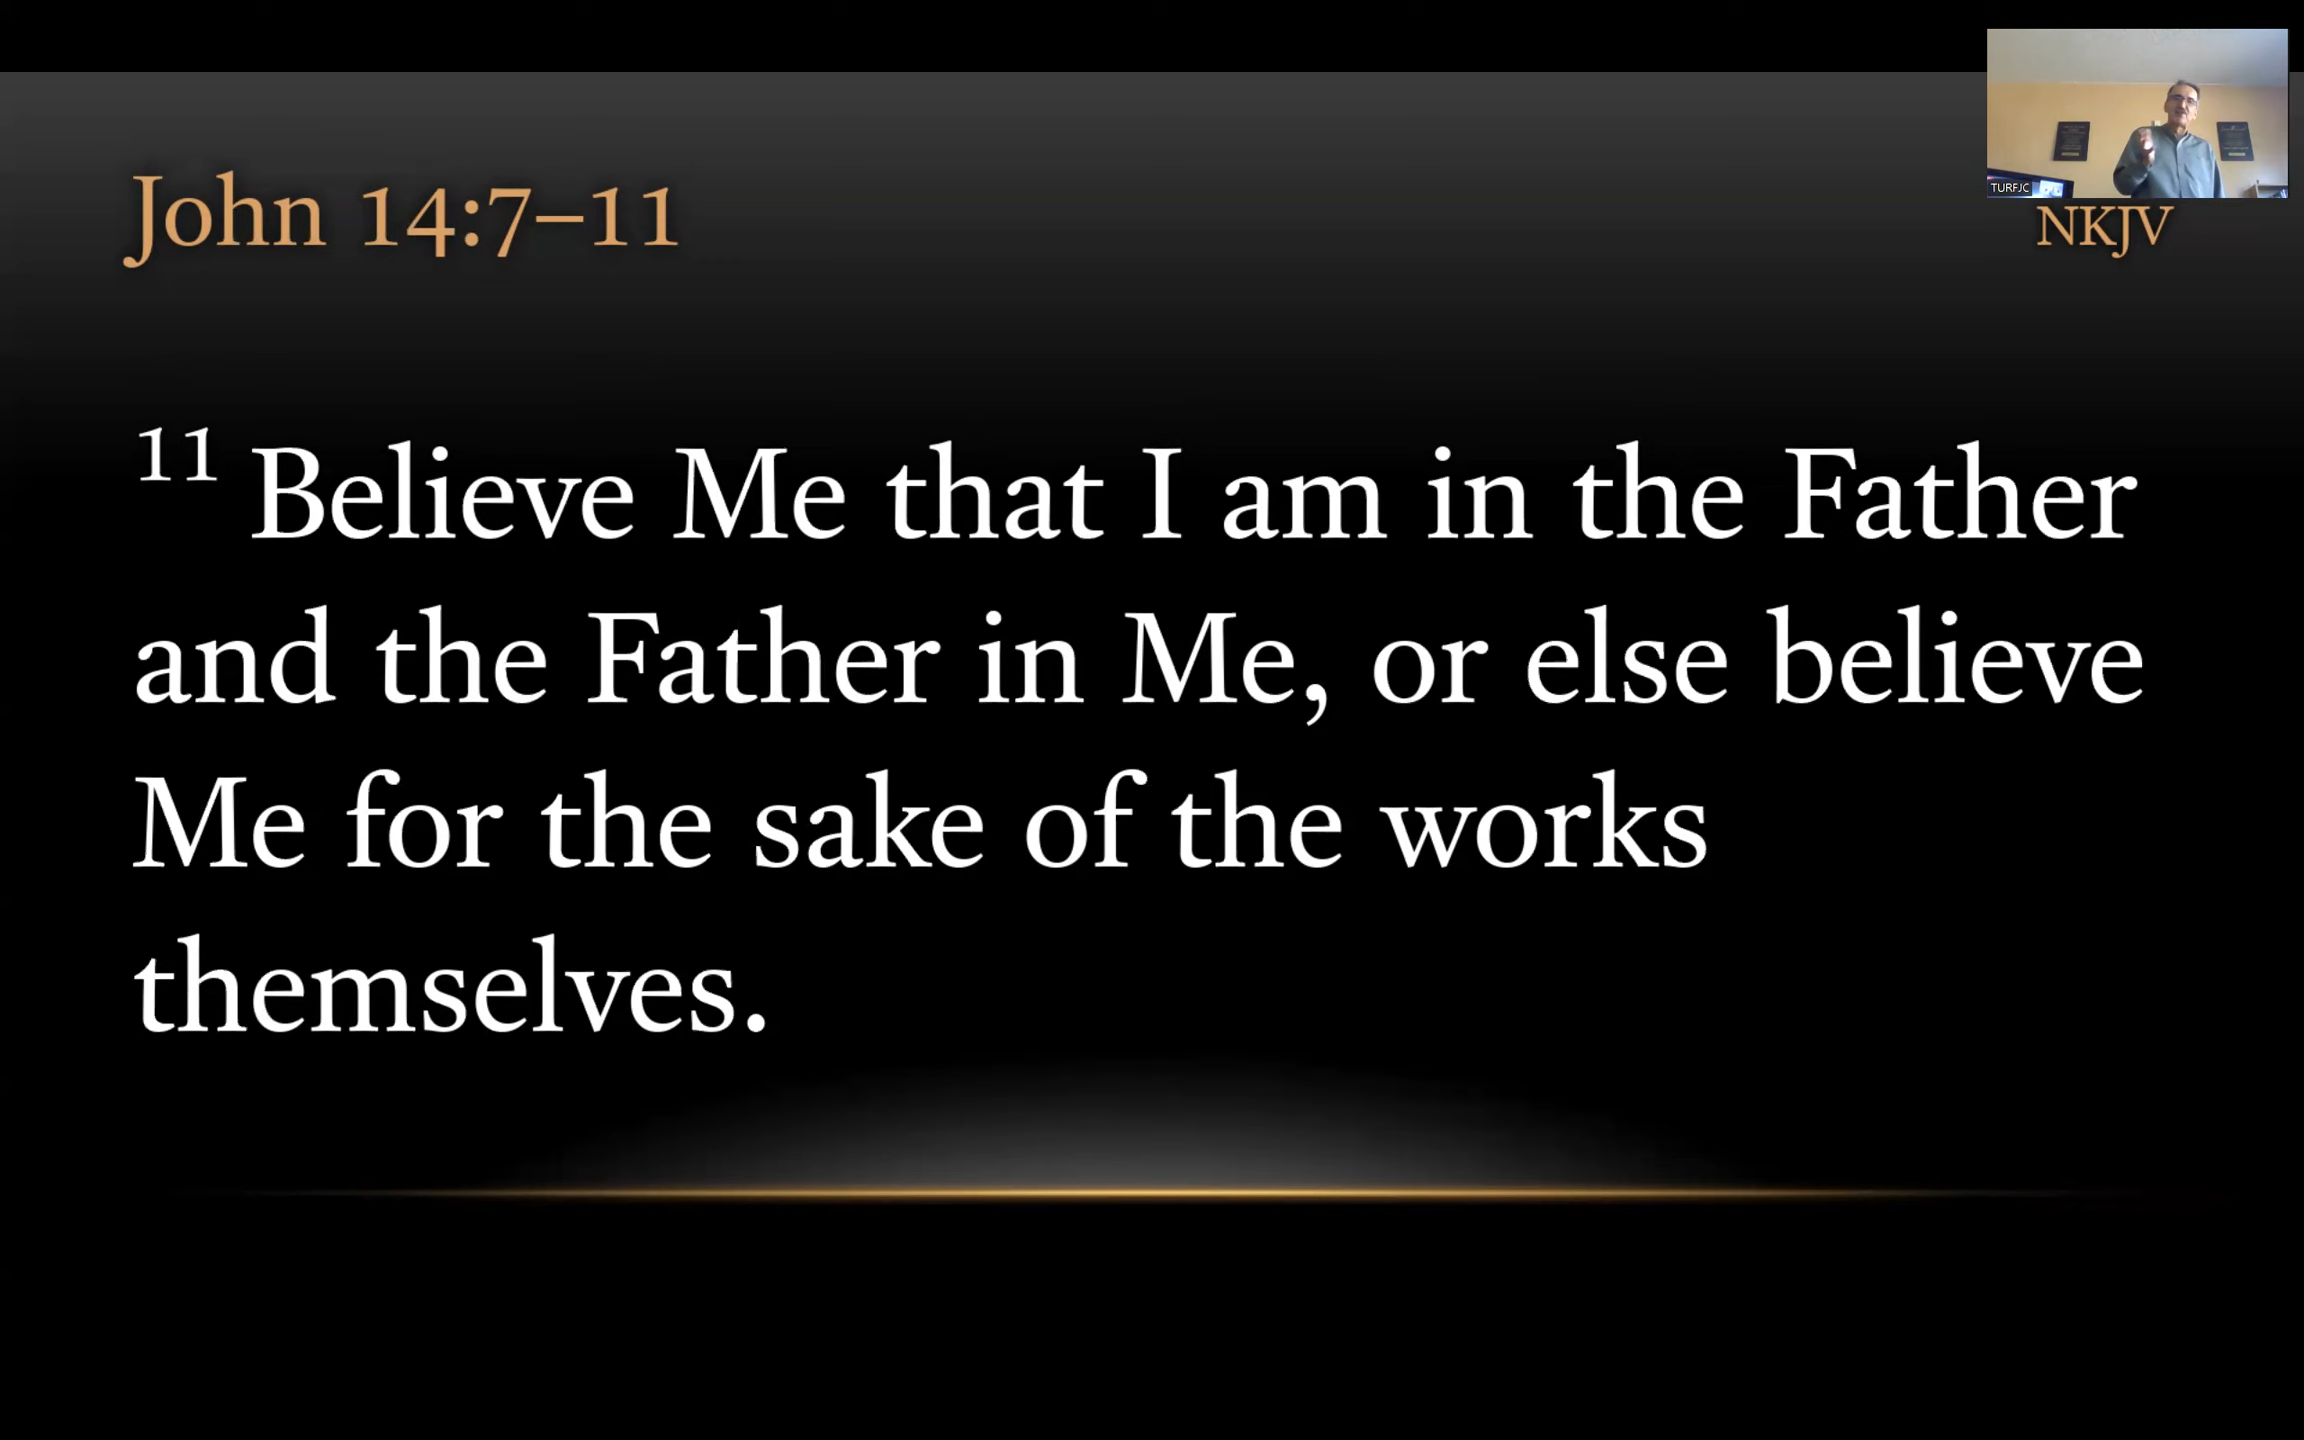 John 14:7–11
TURFJC
NKJV
11 Believe Me that I am in the Father
and the Father in Me, or else believe
Me for the sake of the works
themselves.